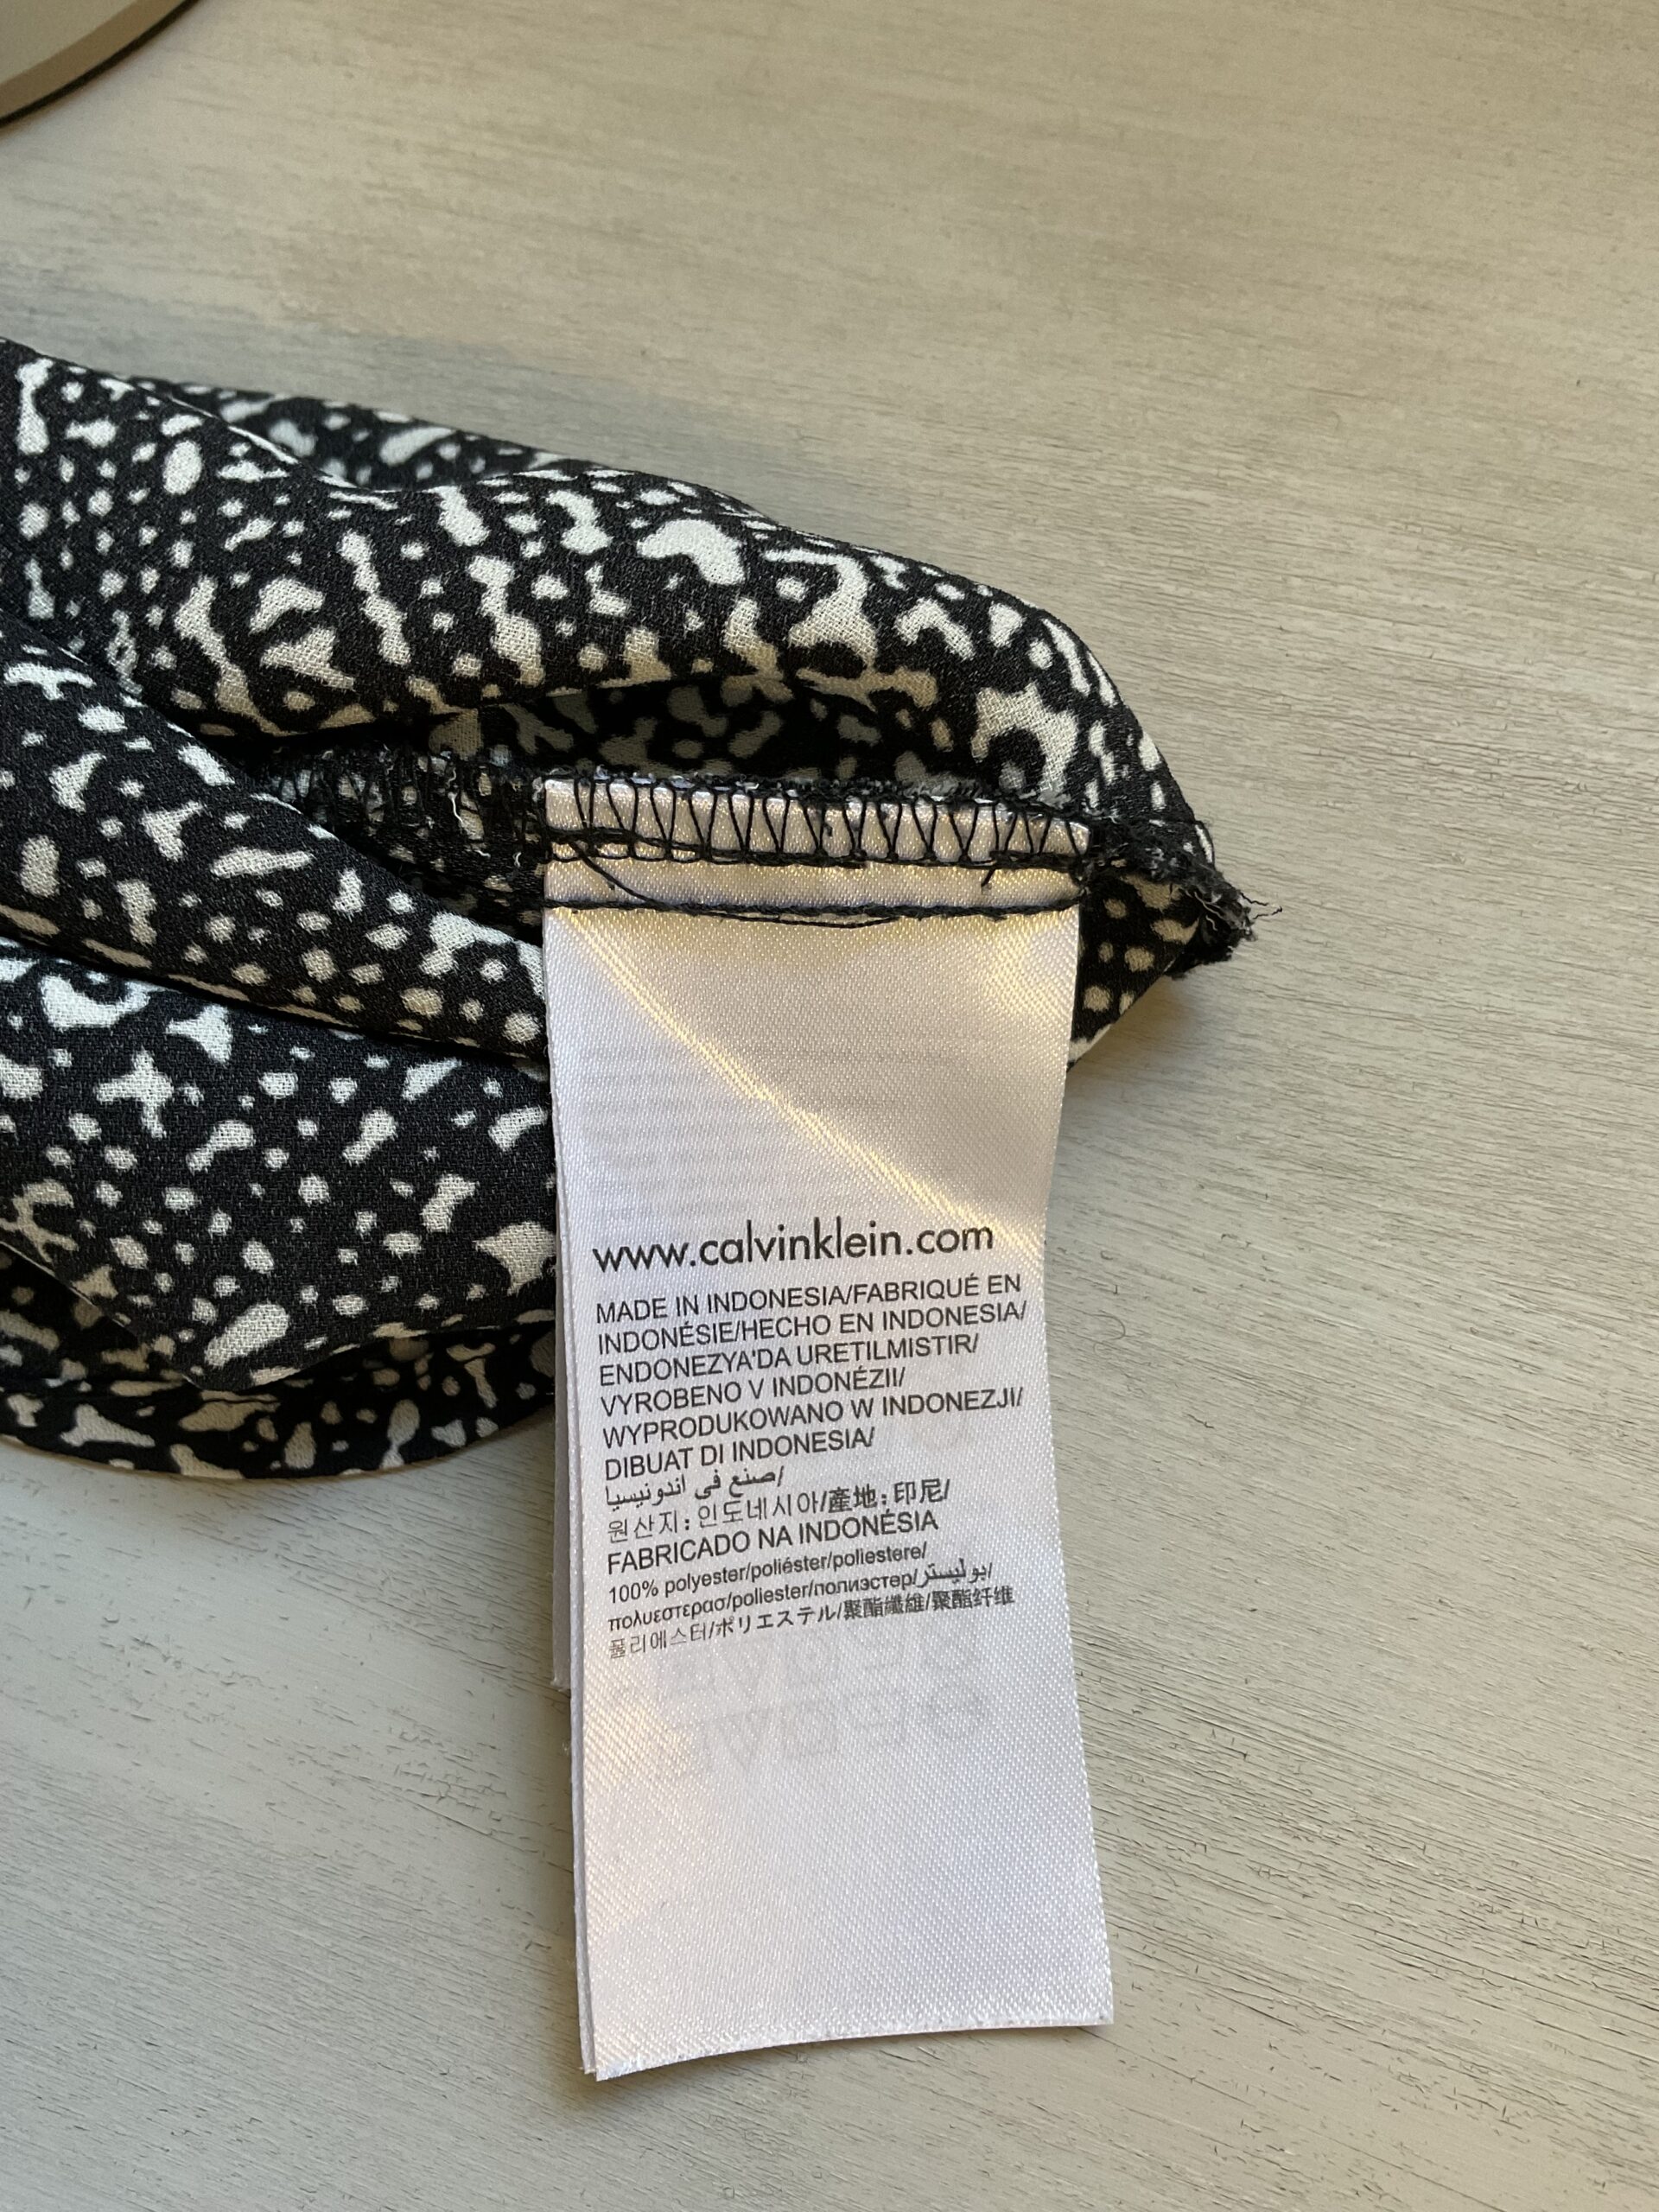 www.calvinklein.com
MADE IN INDONESIA/FABRIQUÉ EN
INDONÉSIE/HECHO EN INDONESIA/
ENDONEZYA'DA URETILMISTIR/
VYROBENO V INDONÉZII/
WYPRODUKOWANO W INDONEZJI/
DIBUAT DI INDONESIA/
صنع في اندونيسيا/
원산지: 인도네시아/產地: 印尼/
FABRICADO NA INDONÉSIA
100% polyester/poliéster/poliestere/
πολυεστερασ/poliester/полиэстер/بوليستر/
폴리에스터/ポリエステル/聚酯纖維/聚酯纤维